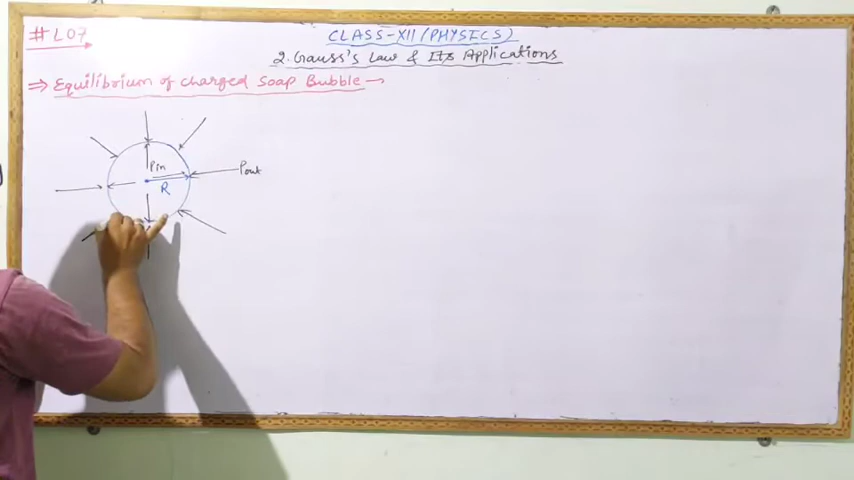 #L07
CLASS-XII (PHYSICS)
2. Gauss's Law & Its Applications
⇒ Equilibrium of charged Soap Bubble →
Pin
Pout
R